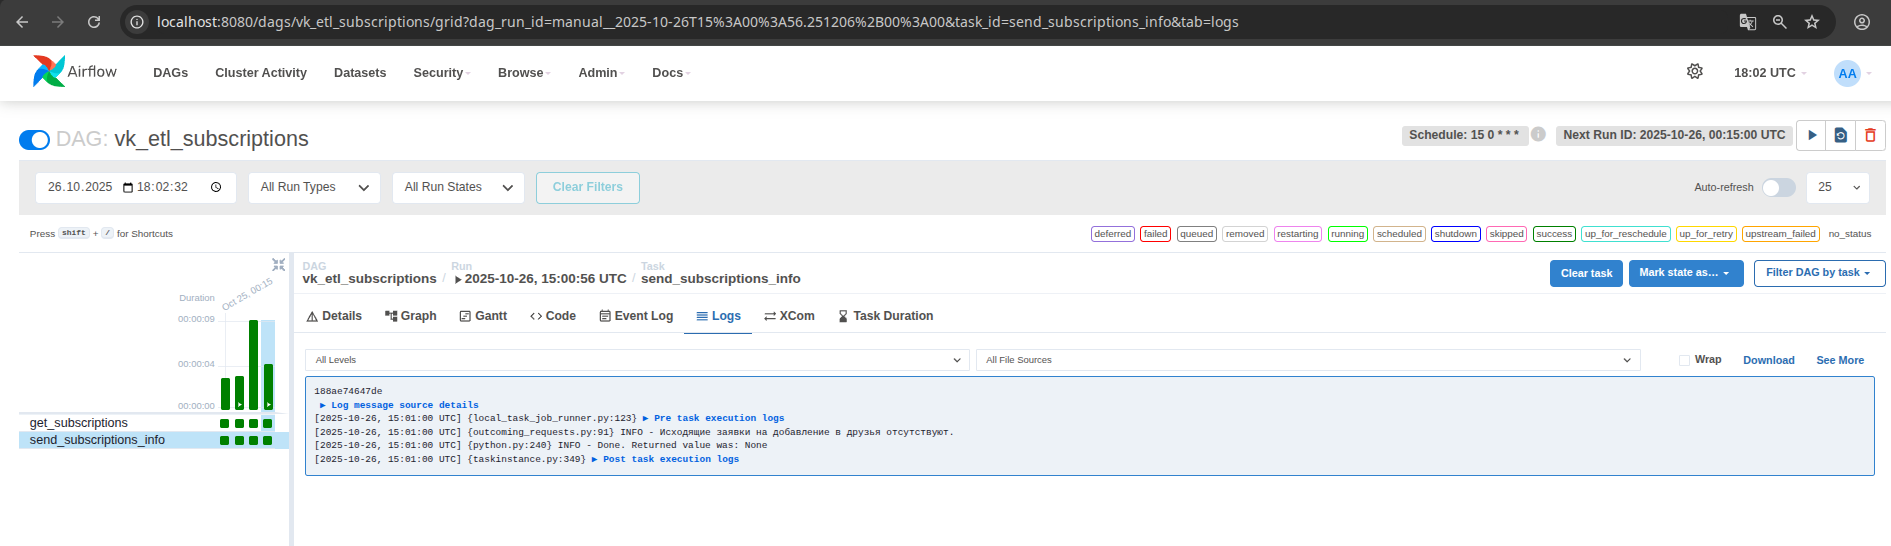 localhost:8080/dags/vk_etl_subscriptions/grid?dag_run_id=manual__2025-10-26T15%3A00%3A56.251206%2B00%3A00&task_id=send_subscriptions_info&tab=logs
Airflow DAGs Cluster Activity Datasets Security Browse Admin Docs 18:02 UTC AA
DAG: vk_etl_subscriptions Schedule: 15 0 * * * Next Run ID: 2025-10-26, 00:15:00 UTC
26.10.2025 18:02:32 All Run Types All Run States Clear Filters Auto-refresh 25
Press shift + / for Shortcuts deferred failed queued removed restarting running scheduled shutdown skipped success up_for_reschedule up_for_retry upstream_failed no_status
DAG Run Task
vk_etl_subscriptions / 2025-10-26, 15:00:56 UTC / send_subscriptions_info Clear task Mark state as... Filter DAG by task
Oct 25, 00:15
Duration
00:00:09
00:00:04
00:00:00
get_subscriptions
send_subscriptions_info
Details Graph Gantt Code Event Log Logs XCom Task Duration
All Levels All File Sources Wrap Download See More
188ae74647de
▶ Log message source details
[2025-10-26, 15:01:00 UTC] {local_task_job_runner.py:123} ▶ Pre task execution logs
[2025-10-26, 15:01:00 UTC] {outcoming_requests.py:91} INFO - Исходящие заявки на добавление в друзья отсутствуют.
[2025-10-26, 15:01:00 UTC] {python.py:240} INFO - Done. Returned value was: None
[2025-10-26, 15:01:00 UTC] {taskinstance.py:349} ▶ Post task execution logs